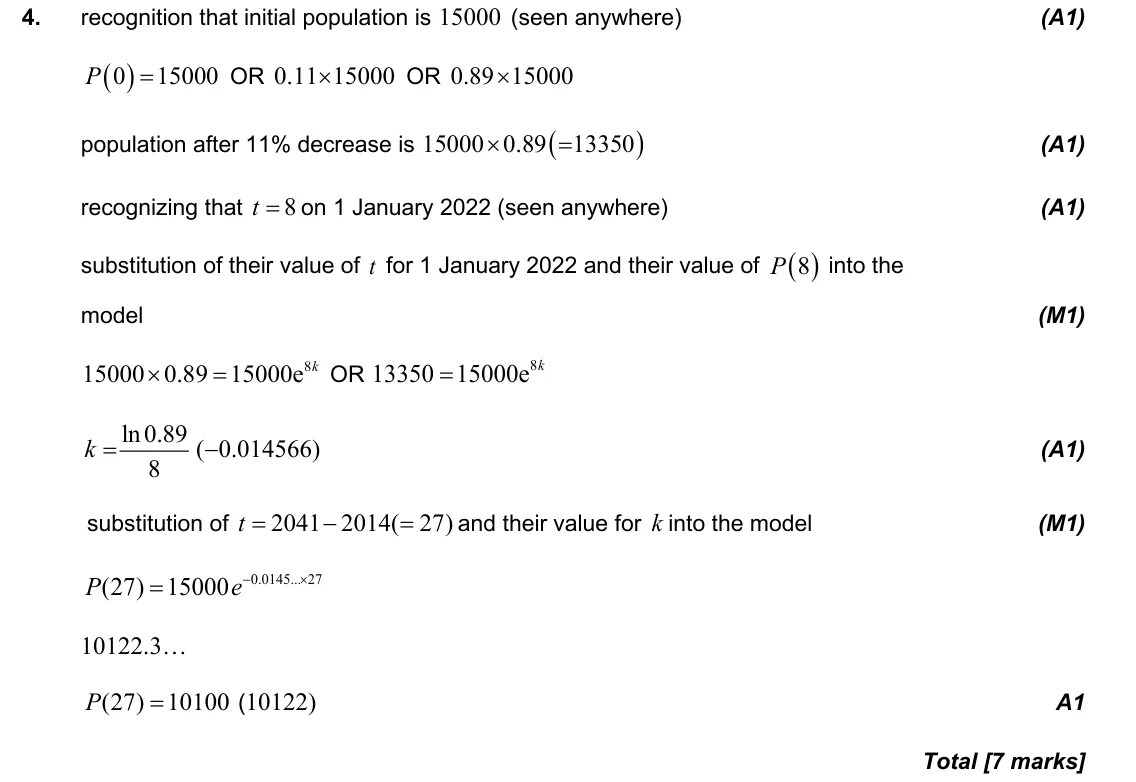 4. recognition that initial population is 15000 (seen anywhere) (A1)
P(0)=15000 OR 0.11×15000 OR 0.89×15000
population after 11% decrease is 15000×0.89(=13350) (A1)
recognizing that t=8 on 1 January 2022 (seen anywhere) (A1)
substitution of their value of t for 1 January 2022 and their value of P(8) into the
model (M1)
15000×0.89=15000e^{8k} OR 13350=15000e^{8k}
k=\frac{ln0.89}{8} (−0.014566) (A1)
substitution of t=2041−2014(=27) and their value for k into the model (M1)
P(27)=15000e^{−0.0145...×27}
10122.3…
P(27)=10100 (10122) A1
Total [7 marks]